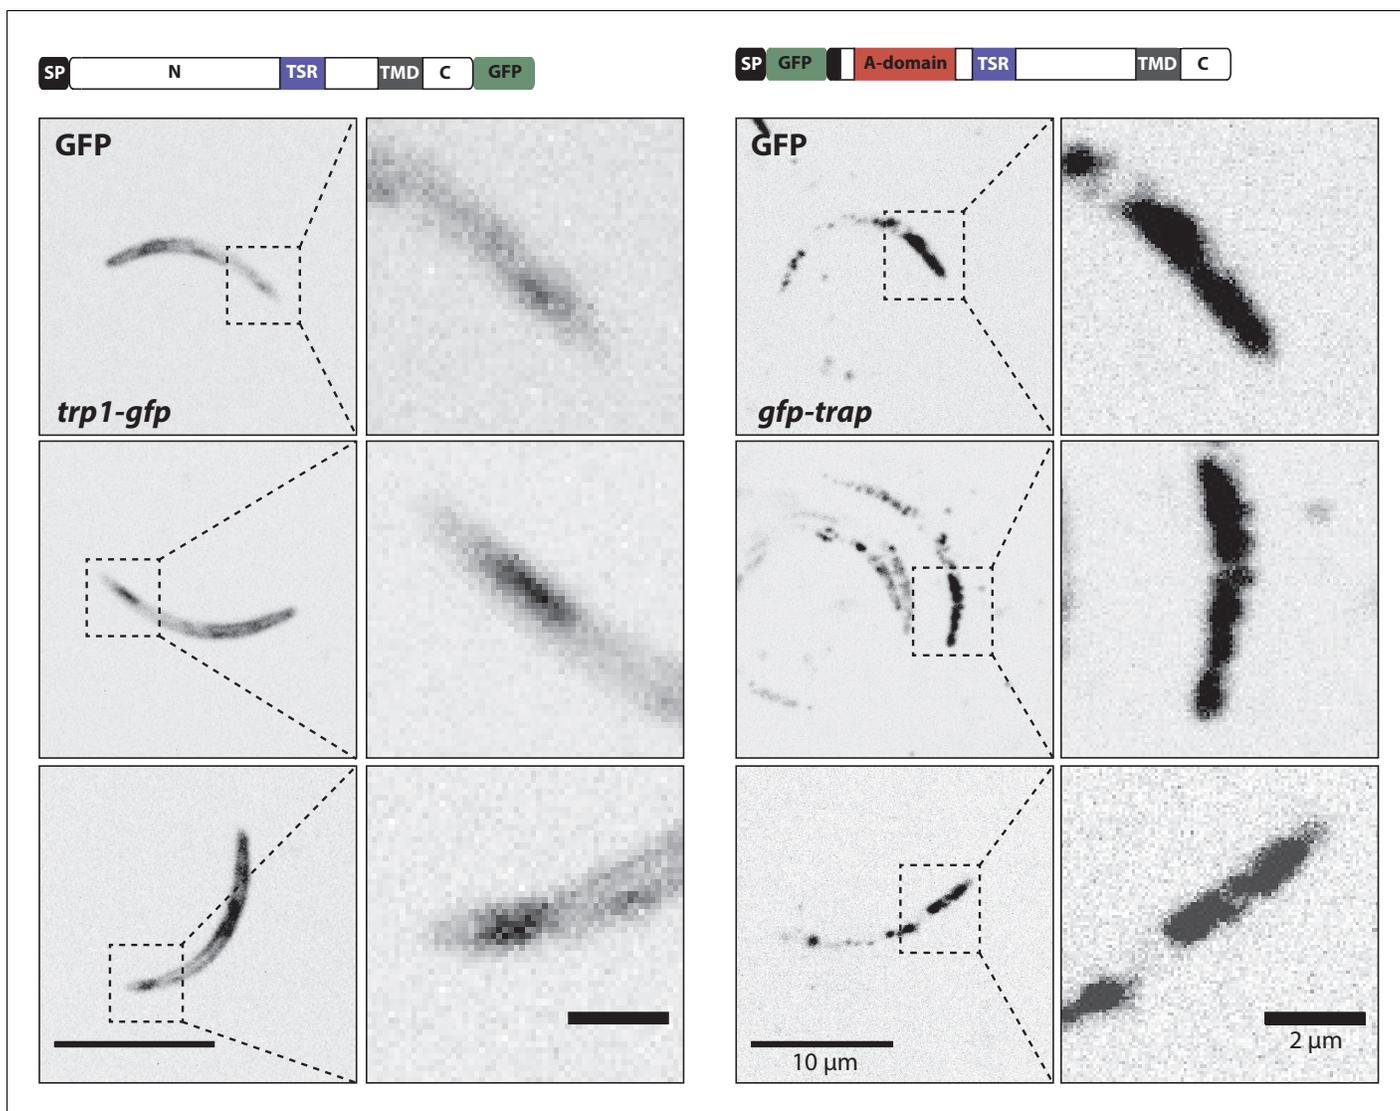 SP N TSR TMD C GFP
SP GFP A-domain TSR TMD C
GFP
trp1-gfp
GFP
gfp-trap
10 µm
2 µm